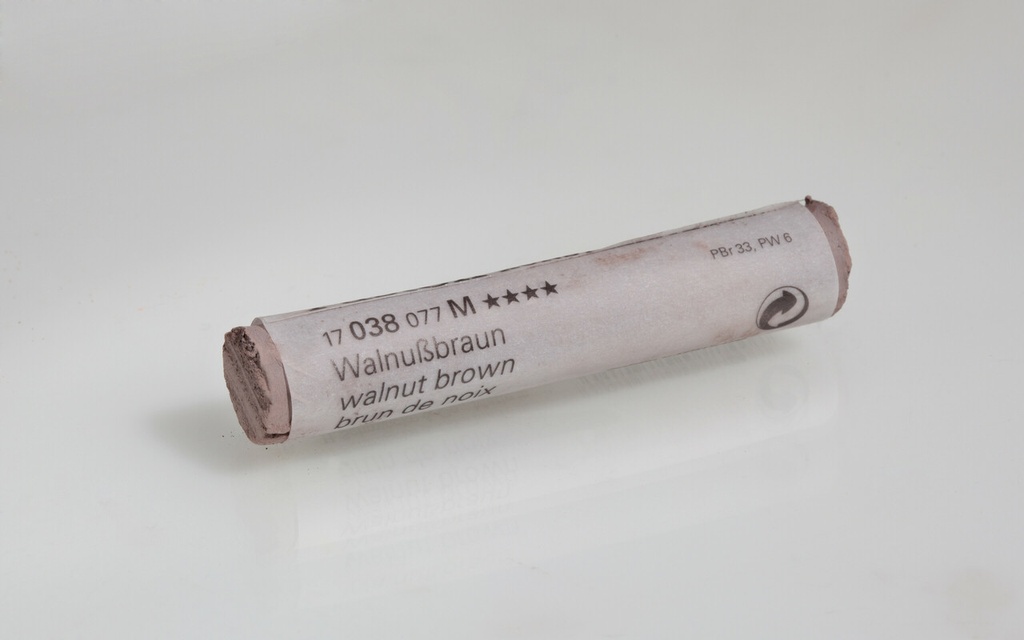 17 038 077 M ★★★★
Walnußbraun
walnut brown
brun de noix
PBr 33, PW 6